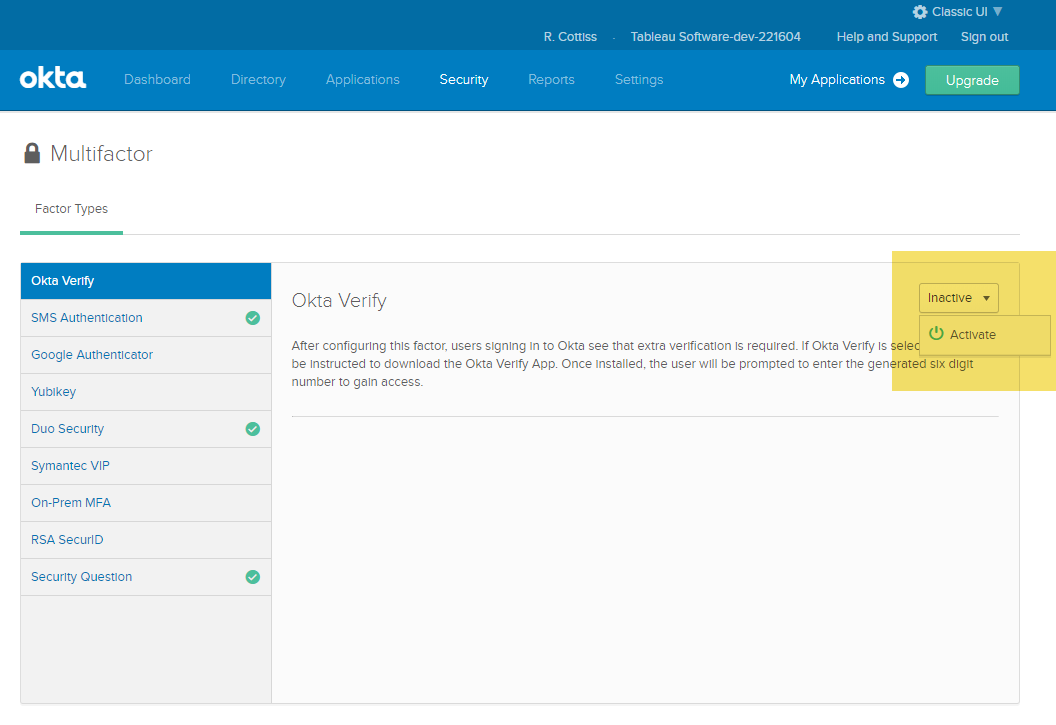 Classic UI
R. Cottiss · Tableau Software-dev-221604 Help and Support Sign out
okta Dashboard Directory Applications Security Reports Settings My Applications Upgrade
Multifactor
Factor Types
Okta Verify
SMS Authentication
Google Authenticator
Yubikey
Duo Security
Symantec VIP
On-Prem MFA
RSA SecurID
Security Question
Okta Verify
Inactive
Activate
After configuring this factor, users signing in to Okta see that extra verification is required. If Okta Verify is
be instructed to download the Okta Verify App. Once installed, the user will be prompted to enter the generated six digit
number to gain access.